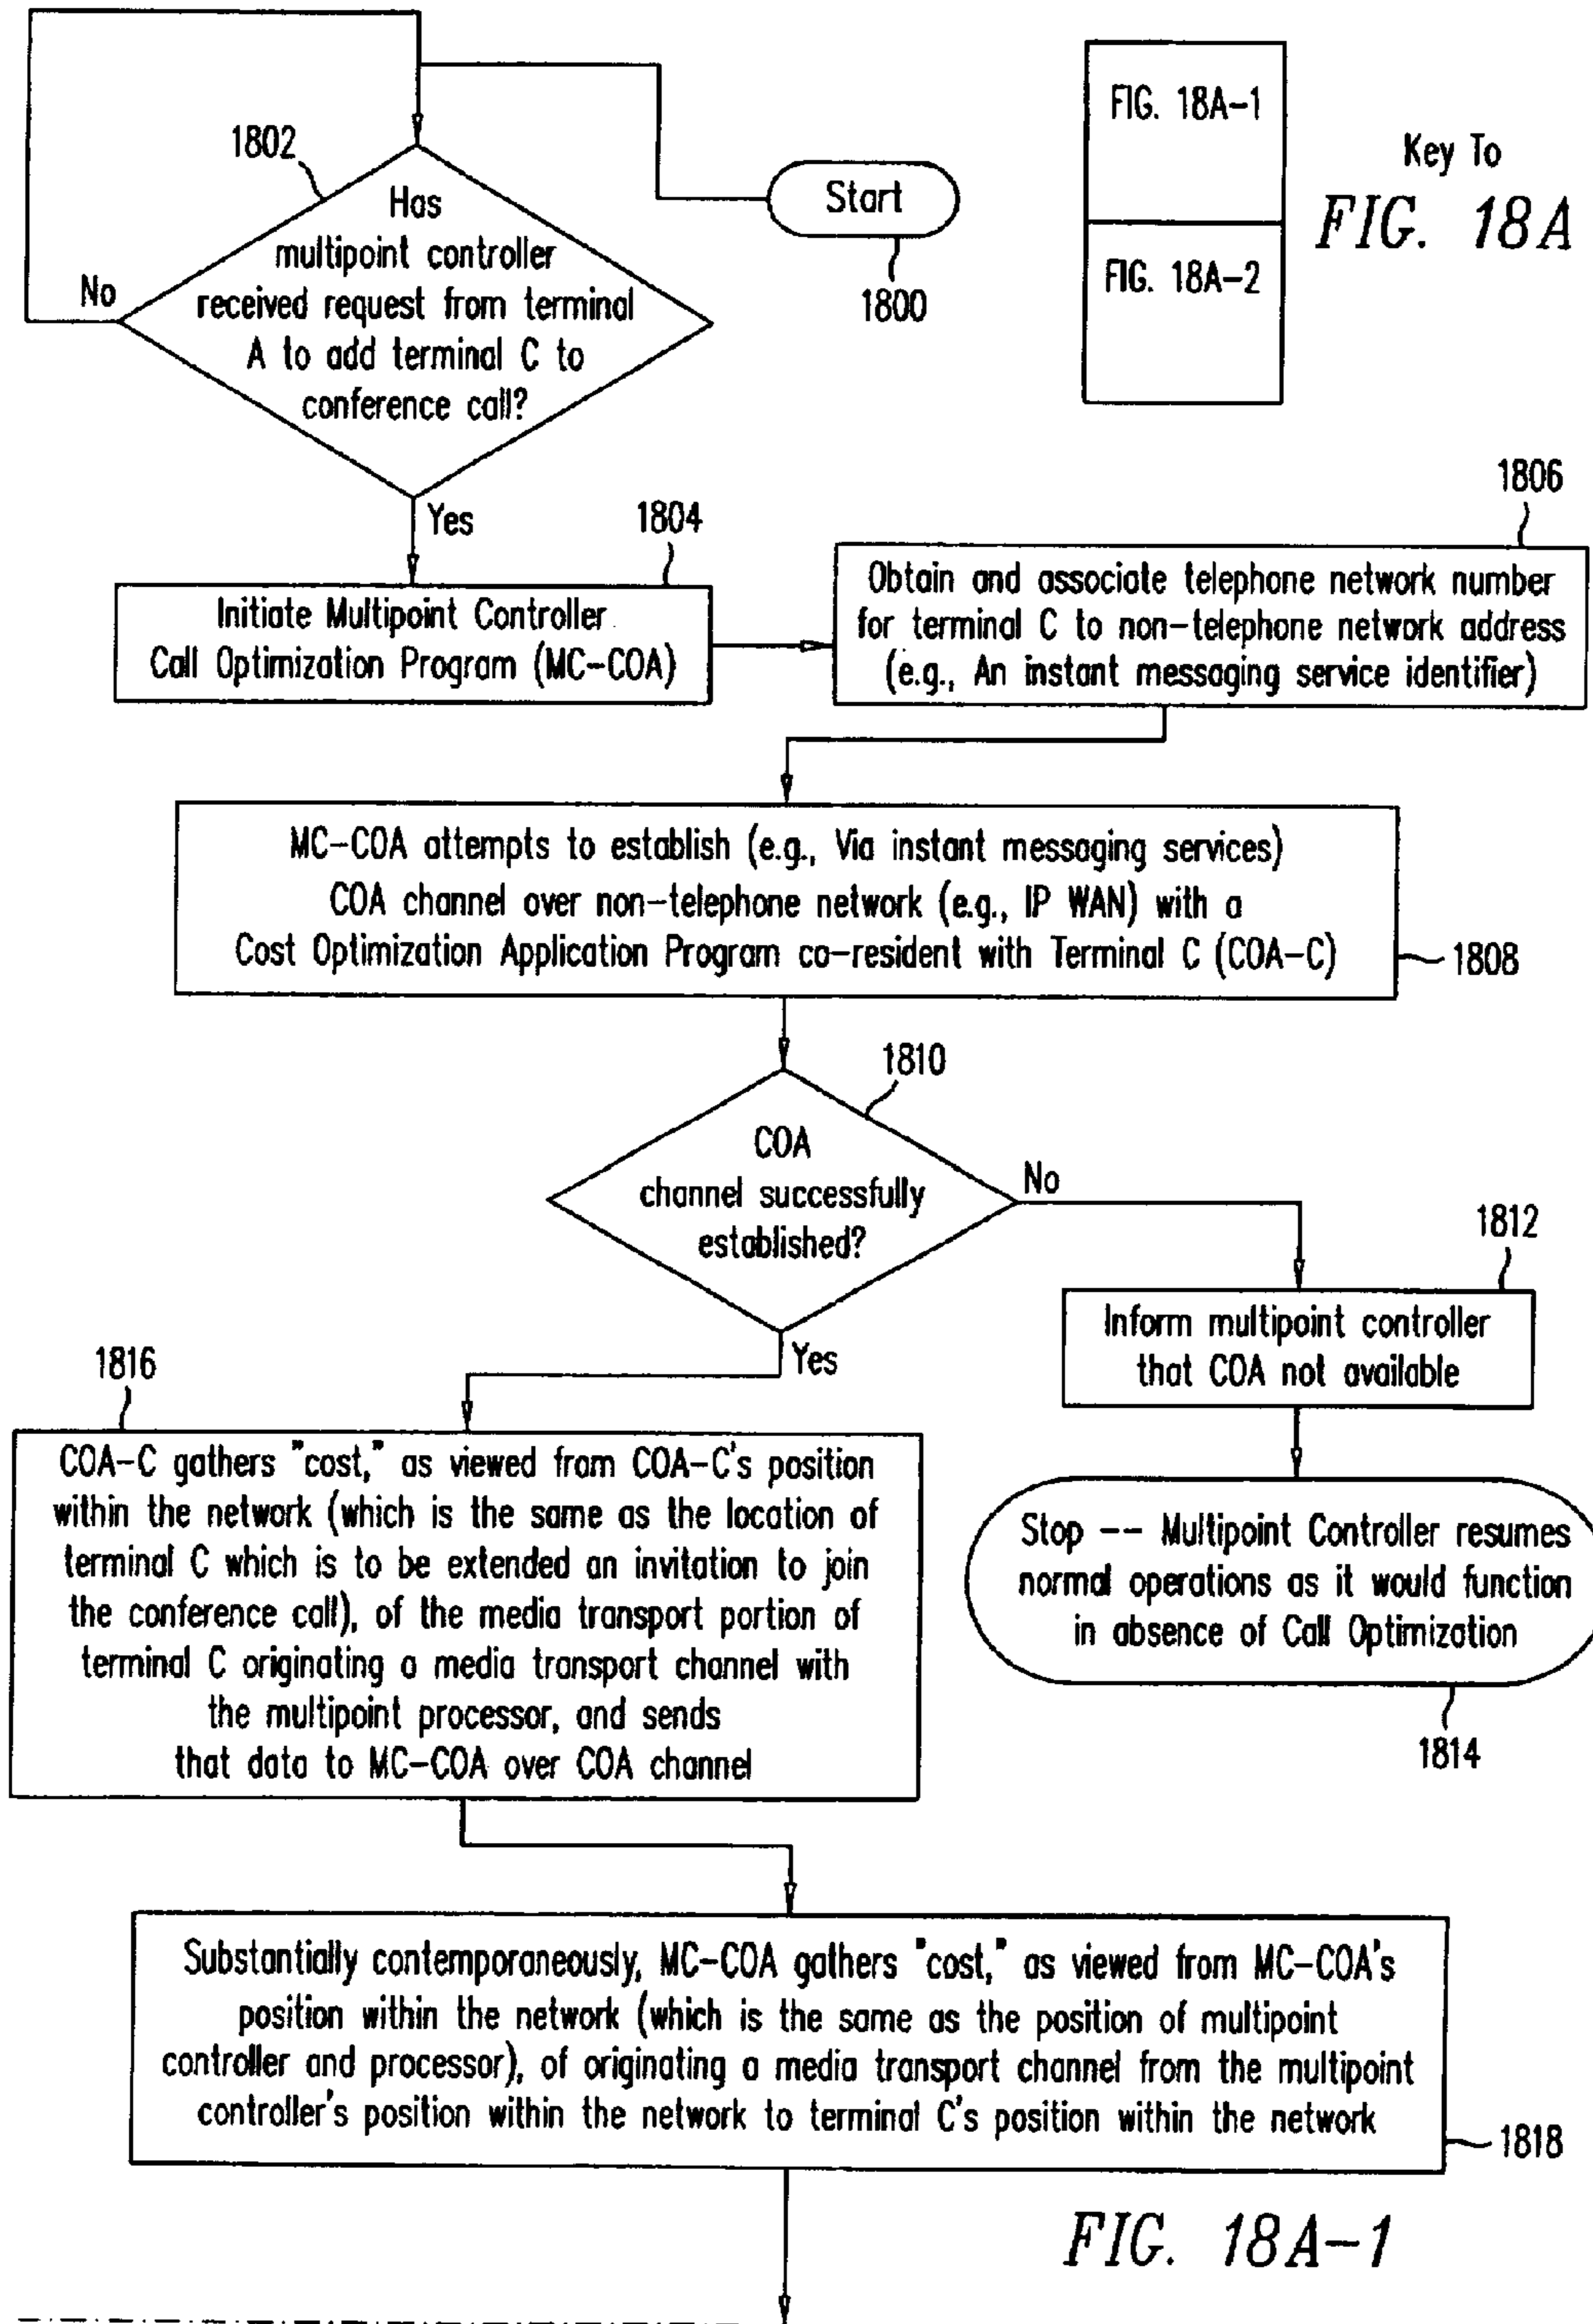 FIG. 18A-1
FIG. 18A-2
Key To
FIG. 18A
Start
1800
1802
Has
multipoint controller
received request from terminal
A to add terminal C to
conference call?
No
Yes
1804
Initiate Multipoint Controller
Call Optimization Program (MC-COA)
1806
Obtain and associate telephone network number
for terminal C to non-telephone network address
(e.g., An instant messaging service identifier)
MC-COA attempts to establish (e.g., Via instant messaging services)
COA channel over non-telephone network (e.g., IP WAN) with a
Cost Optimization Application Program co-resident with Terminal C (COA-C)
1808
1810
COA
channel successfully
established?
No
Yes
1812
Inform multipoint controller
that COA not available
Stop -- Multipoint Controller resumes
normal operations as it would function
in absence of Call Optimization
1814
1816
COA-C gathers "cost," as viewed from COA-C's position
within the network (which is the same as the location of
terminal C which is to be extended an invitation to join
the conference call), of the media transport portion of
terminal C originating a media transport channel with
the multipoint processor, and sends
that data to MC-COA over COA channel
Substantially contemporaneously, MC-COA gathers "cost," as viewed from MC-COA's
position within the network (which is the same as the position of multipoint
controller and processor), of originating a media transport channel from the multipoint
controller's position within the network to terminal C's position within the network
1818
FIG. 18A-1